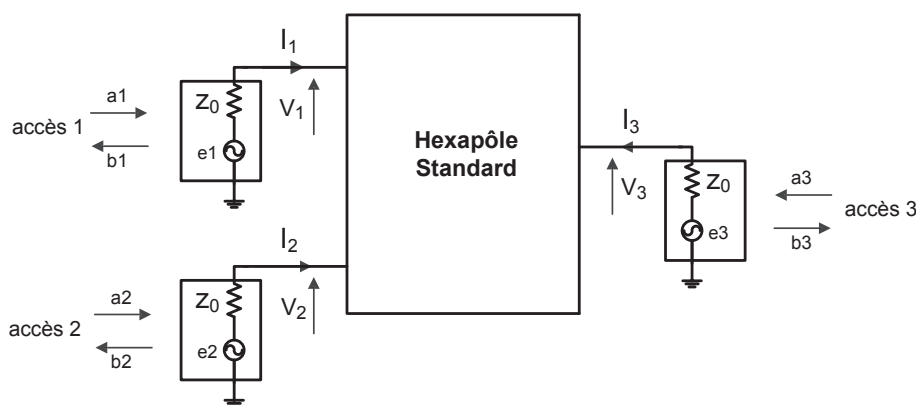 I1
a1
Z0
V1
accès 1
b1
e1
Hexapôle
Standard
I3
V3
Z0
a3
accès 3
e3
b3
I2
a2
Z0
V2
accès 2
b2
e2